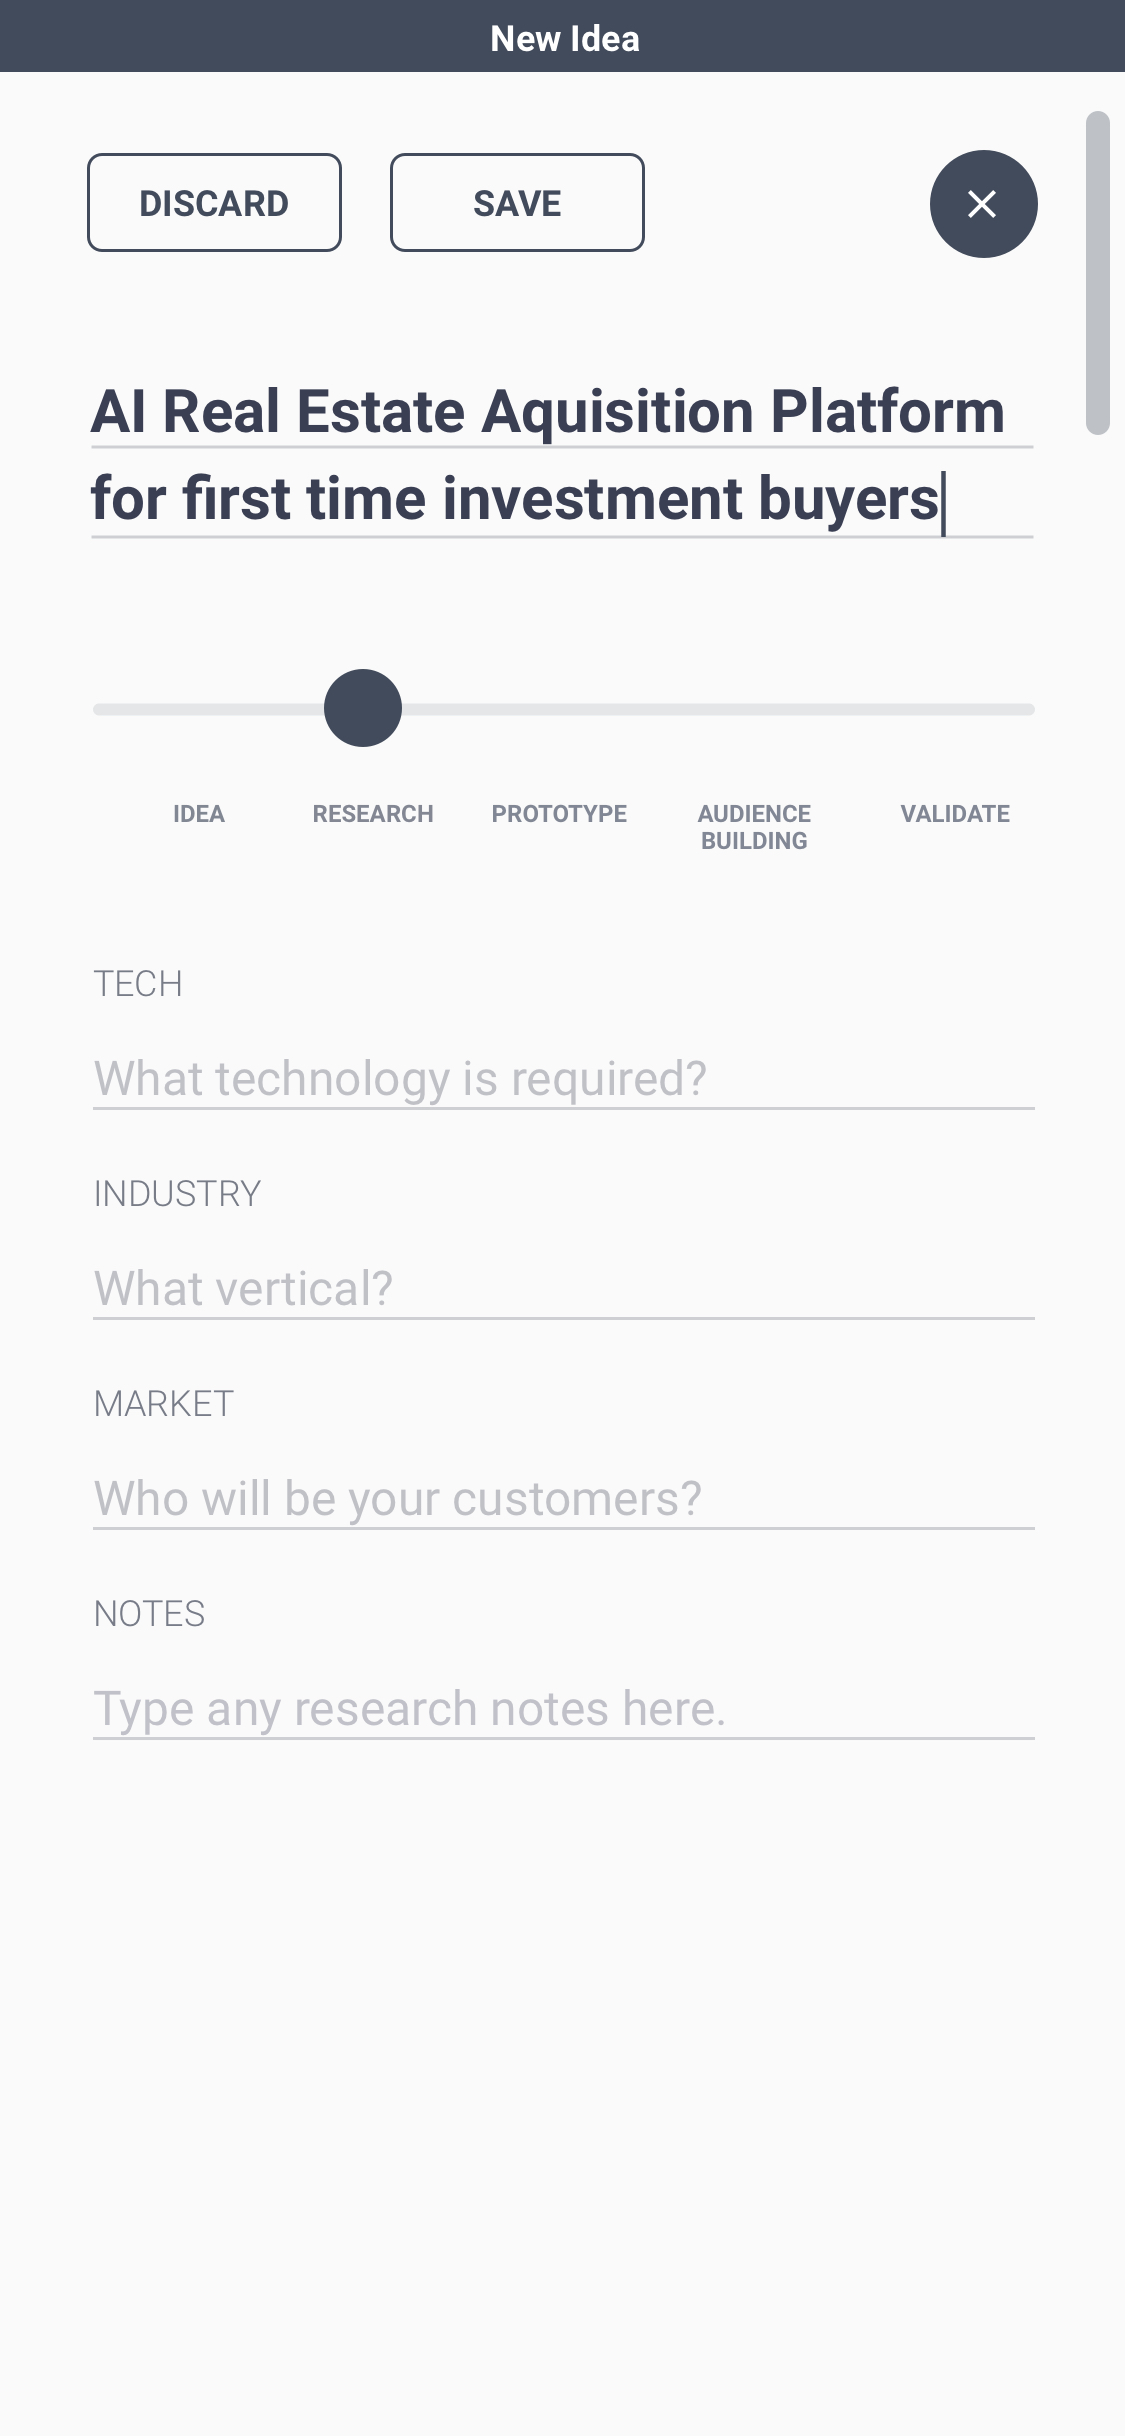 New Idea
DISCARD
SAVE
AI Real Estate Aquisition Platform
for first time investment buyers
IDEA
RESEARCH
PROTOTYPE
AUDIENCE
BUILDING
VALIDATE
TECH
What technology is required?
INDUSTRY
What vertical?
MARKET
Who will be your customers?
NOTES
Type any research notes here.